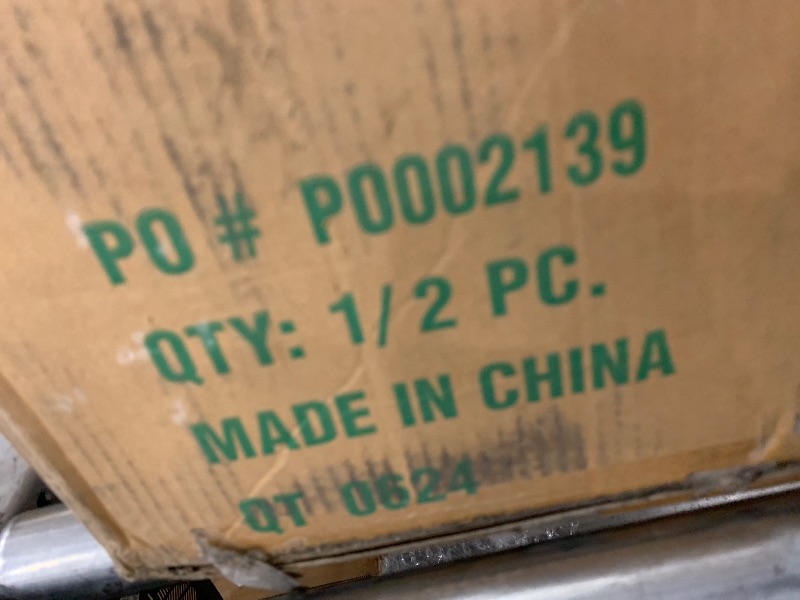 PO # P0002139
QTY: 1/2 PC.
MADE IN CHINA
QT 0624